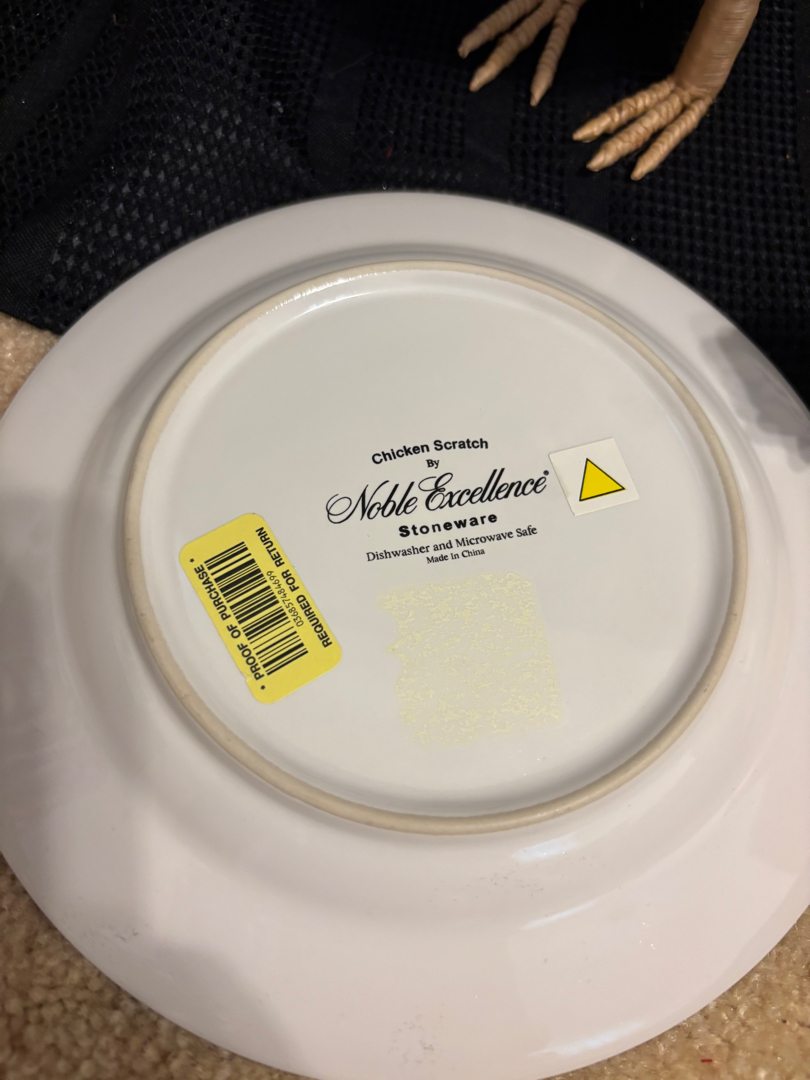 Chicken Scratch
By
Noble Excellence®
Stoneware
Dishwasher and Microwave Safe
Made In China
* PROOF OF PURCHASE *
036857484699
REQUIRED FOR RETURN